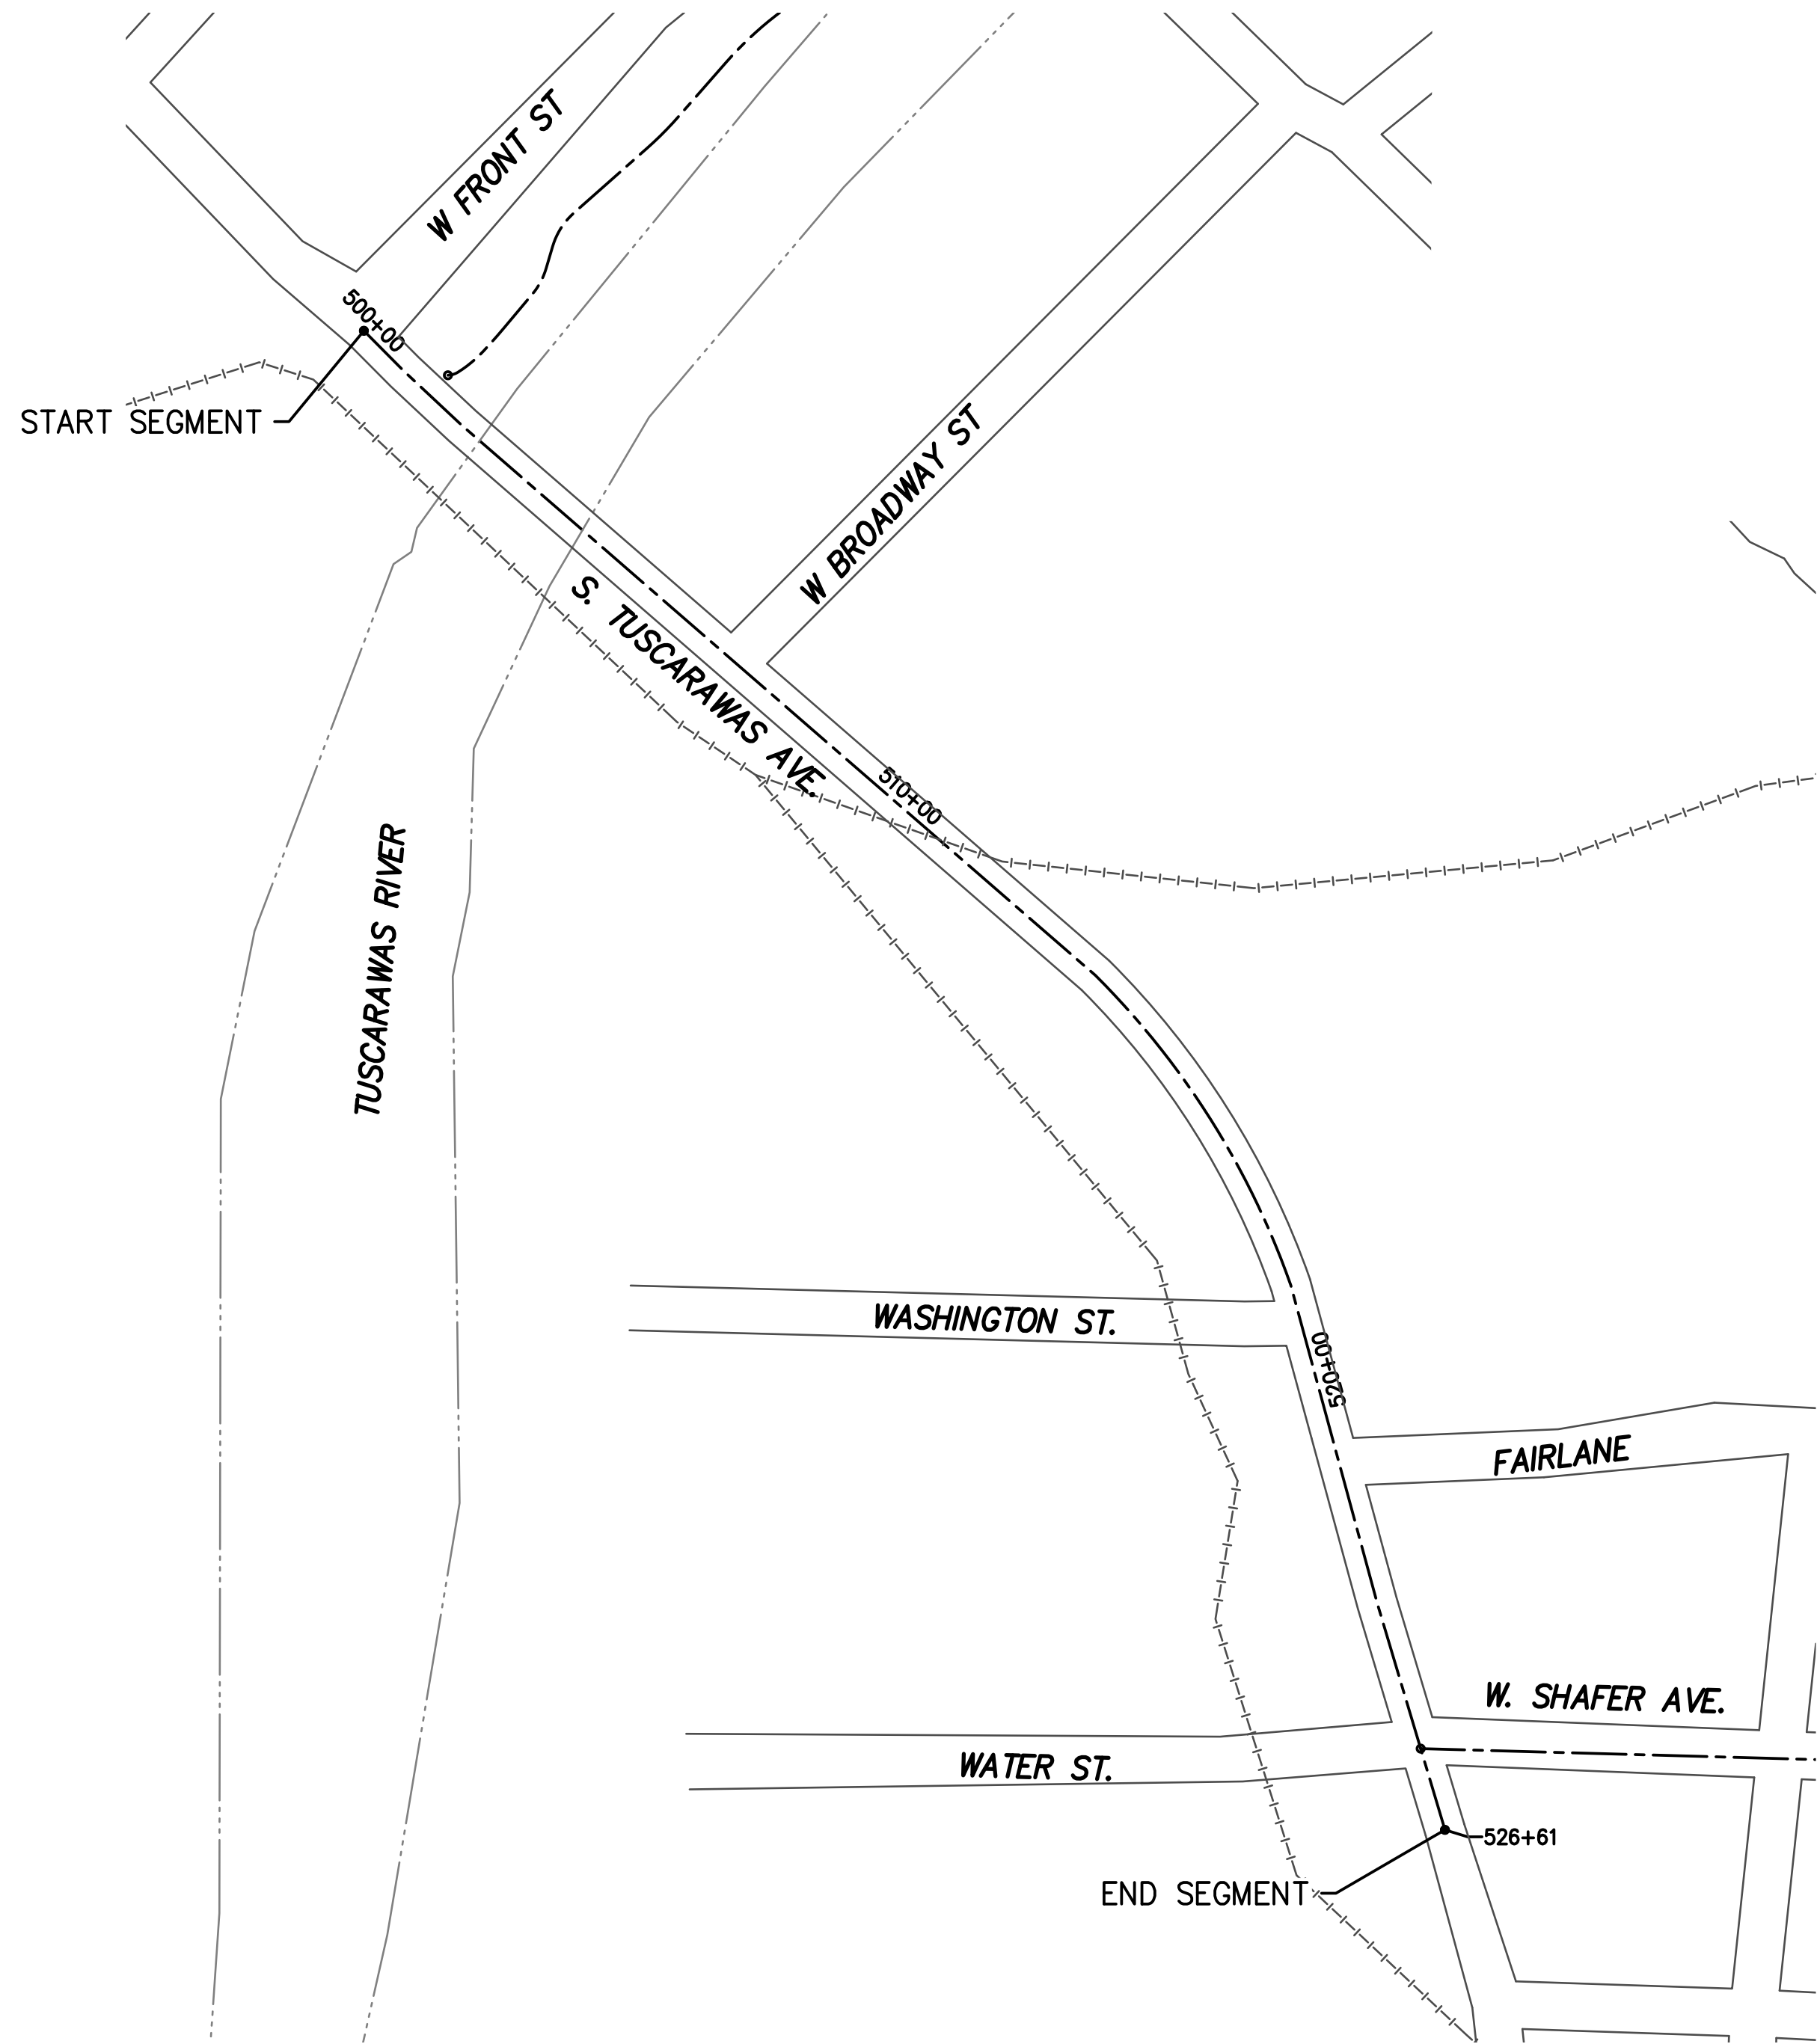 W FRONT ST
500+00
START SEGMENT
W BROADWAY ST
S. TUSCARAWAS AVE.
510+00
TUSCARAWAS RIVER
WASHINGTON ST.
520+00
FAIRLANE
W. SHAFER AVE.
WATER ST.
526+61
END SEGMENT